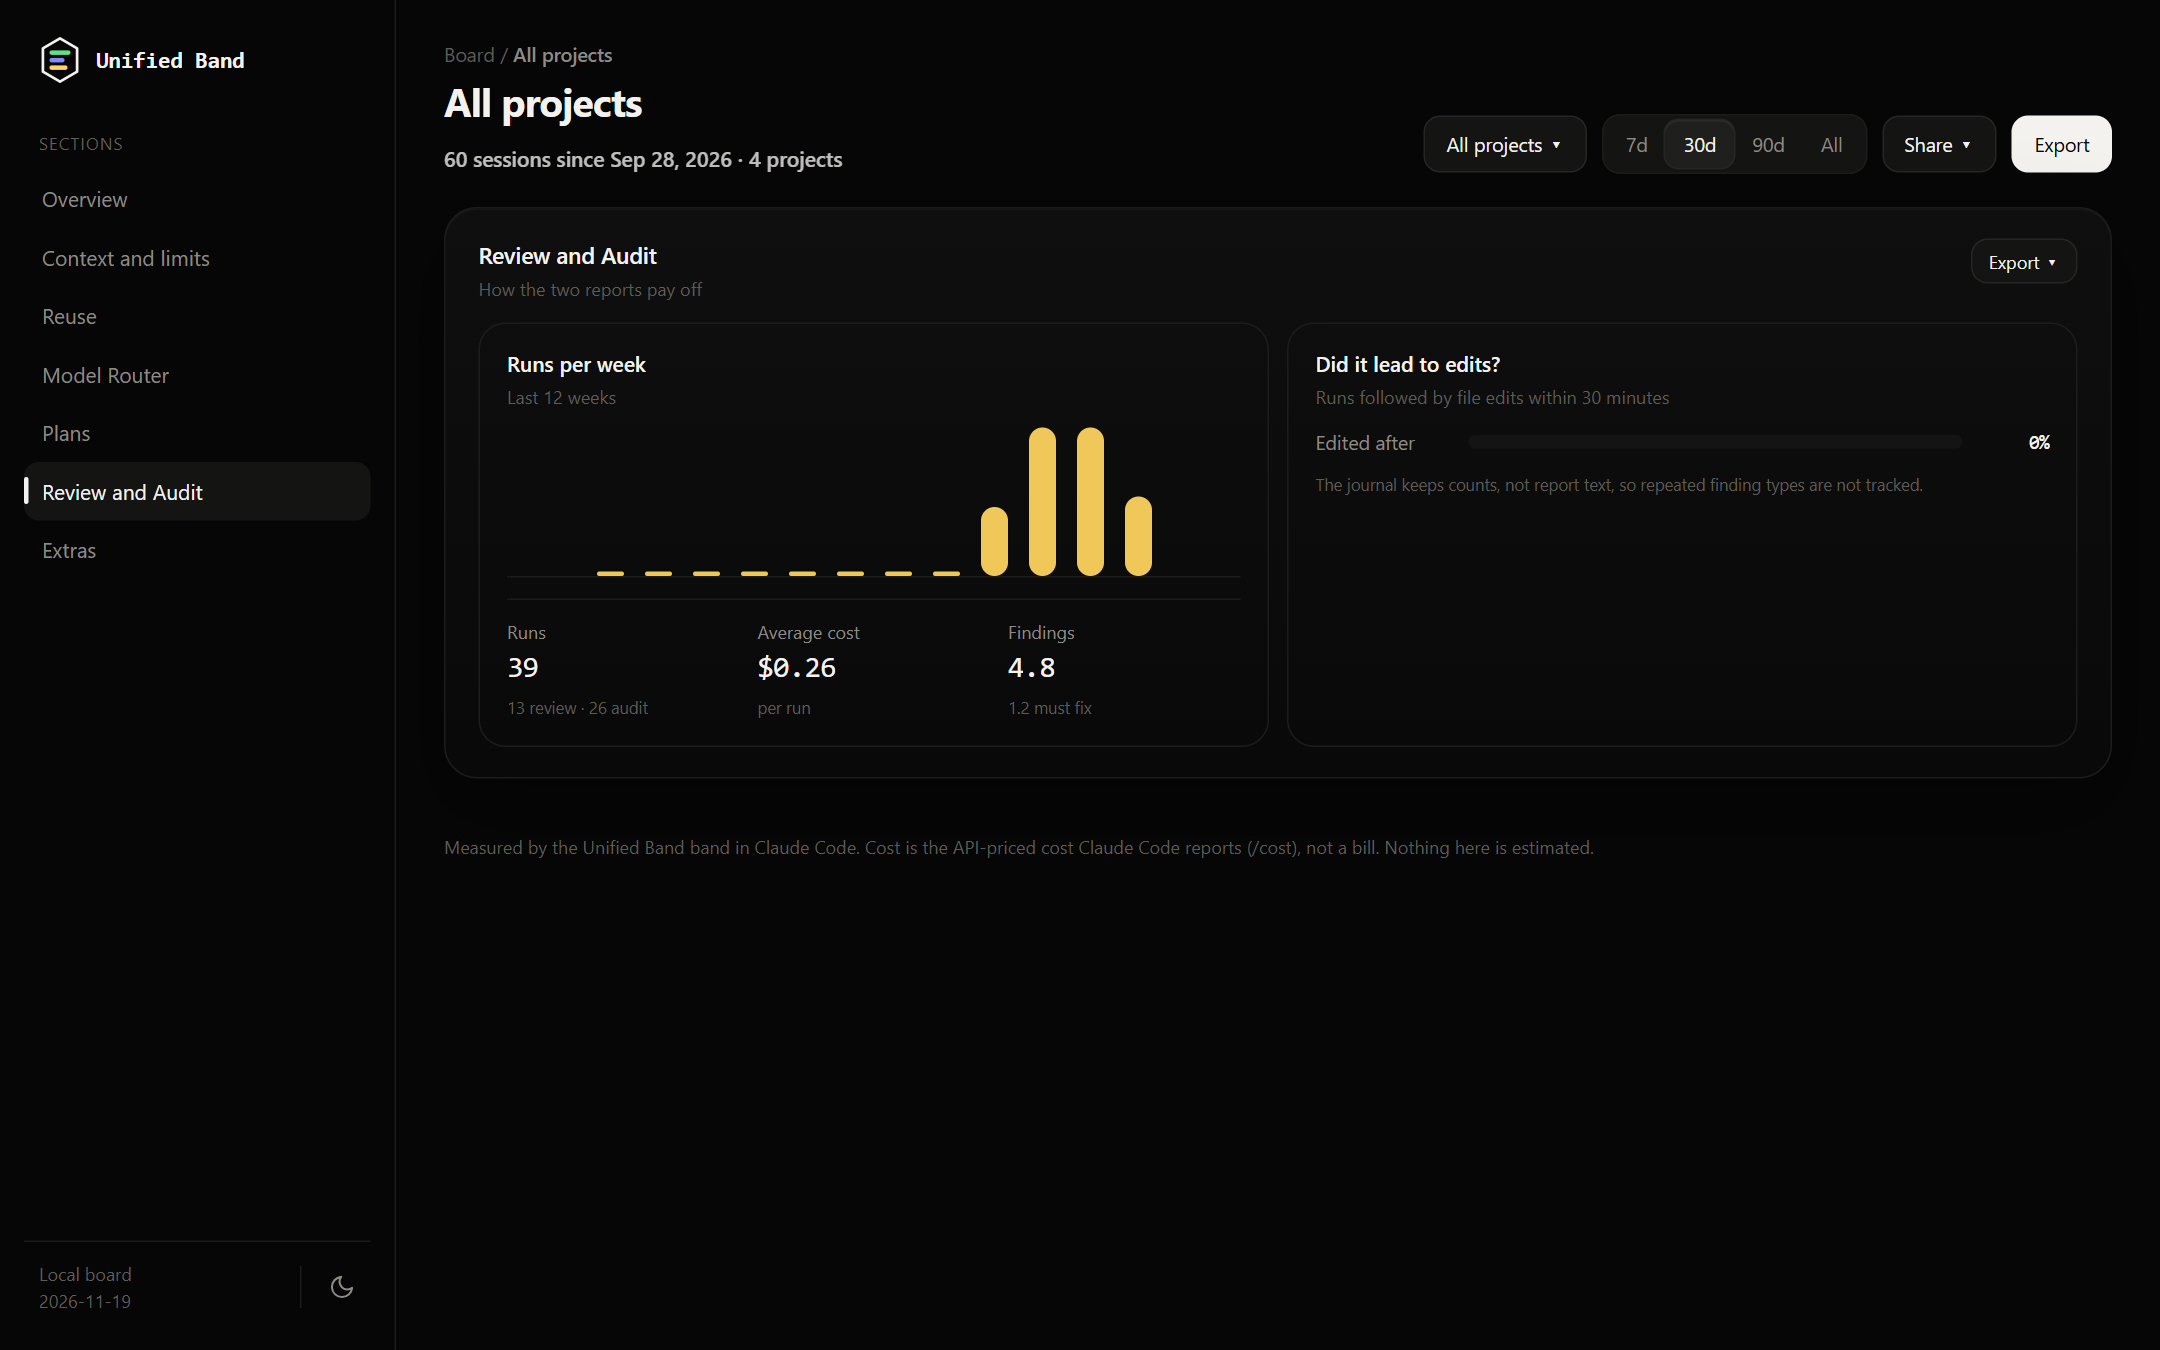 Unified Band
SECTIONS
Overview
Context and limits
Reuse
Model Router
Plans
Review and Audit
Extras
Local board
2026-11-19
Board / All projects
All projects
60 sessions since Sep 28, 2026 · 4 projects
All projects ▾
7d 30d 90d All
Share ▾
Export
Review and Audit
How the two reports pay off
Export ▾
Runs per week
Last 12 weeks
Runs
39
13 review · 26 audit
Average cost
$0.26
per run
Findings
4.8
1.2 must fix
Did it lead to edits?
Runs followed by file edits within 30 minutes
Edited after 0%
The journal keeps counts, not report text, so repeated finding types are not tracked.
Measured by the Unified Band band in Claude Code. Cost is the API-priced cost Claude Code reports (/cost), not a bill. Nothing here is estimated.